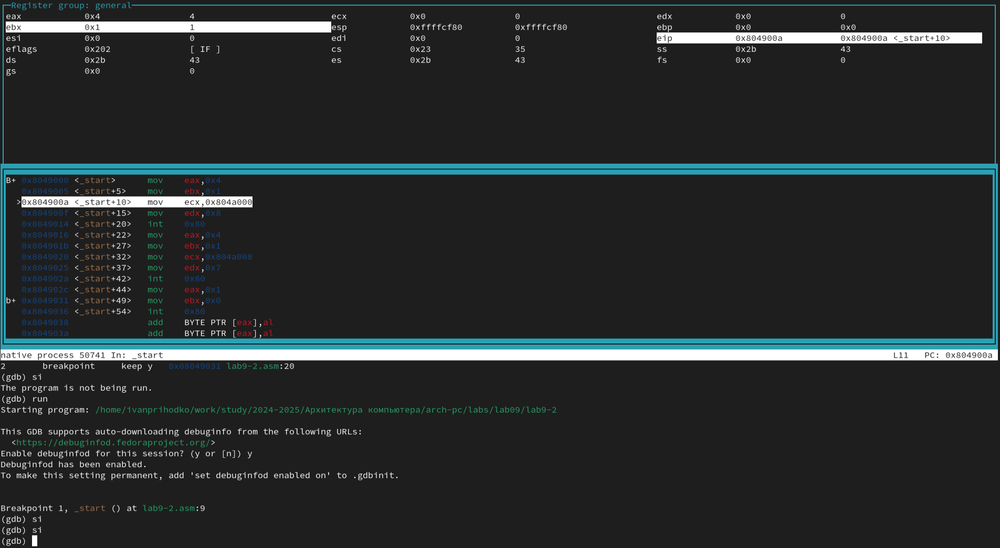 Register group: general
eax 0x4 4 ecx 0x0 0 edx 0x0 0
ebx 0x1 1 esp 0xffffcf80 0xffffcf80 ebp 0x0 0x0
esi 0x0 0 edi 0x0 0 eip 0x804900a 0x804900a <_start+10>
eflags 0x202 [ IF ] cs 0x23 35 ss 0x2b 43
ds 0x2b 43 es 0x2b 43 fs 0x0 0
gs 0x0 0
B+ 0x8049000 <_start> mov eax,0x4
0x8049005 <_start+5> mov ebx,0x1
>0x804900a <_start+10> mov ecx,0x804a000
0x804900f <_start+15> mov edx,0x8
0x8049014 <_start+20> int 0x80
0x8049016 <_start+22> mov eax,0x4
0x804901b <_start+27> mov ebx,0x1
0x8049020 <_start+32> mov ecx,0x804a008
0x8049025 <_start+37> mov edx,0x7
0x804902a <_start+42> int 0x80
0x804902c <_start+44> mov eax,0x1
b+ 0x8049031 <_start+49> mov ebx,0x0
0x8049036 <_start+54> int 0x80
0x8049038 add BYTE PTR [eax],al
0x804903a add BYTE PTR [eax],al
native process 50741 In: _start L11 PC: 0x804900a
2 breakpoint keep y 0x08049031 lab9-2.asm:20
(gdb) si
The program is not being run.
(gdb) run
Starting program: /home/ivanprihodko/work/study/2024-2025/Архитектура компьютера/arch-pc/labs/lab09/lab9-2
This GDB supports auto-downloading debuginfo from the following URLs:
<https://debuginfod.fedoraproject.org/>
Enable debuginfod for this session? (y or [n]) y
Debuginfod has been enabled.
To make this setting permanent, add 'set debuginfod enabled on' to .gdbinit.
Breakpoint 1, _start () at lab9-2.asm:9
(gdb) si
(gdb) si
(gdb)